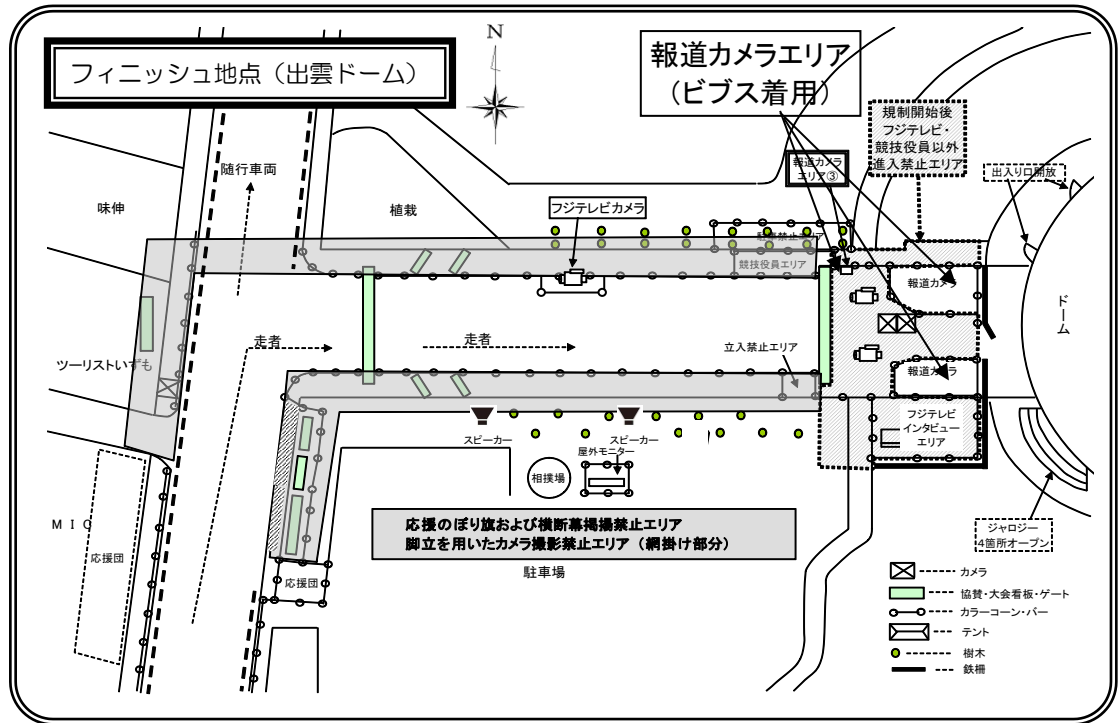 フィニッシュ地点（出雲ドーム）
N
報道カメラエリア
（ビブス着用）
規制開始後
フジテレビ・
競技役員以外
進入禁止エリア
報道カメラ
エリア③
出入り口開放
随行車両
味伸
植栽
フジテレビカメラ
駐車禁止エリア
競技役員エリア
報道カメラ
ドーム
ツーリストいずも
走者
走者
立入禁止エリア
報道カメラ
スピーカー
スピーカー
フジテレビ
インタビュー
エリア
屋外モニター
相撲場
ＭＩＣ
応援団
応援のぼり旗および横断幕掲揚禁止エリア
脚立を用いたカメラ撮影禁止エリア（網掛け部分）
駐車場
応援団
ジャロジー
4箇所オープン
カメラ
協賛・大会看板・ゲート
カラーコーン・バー
テント
樹木
鉄柵